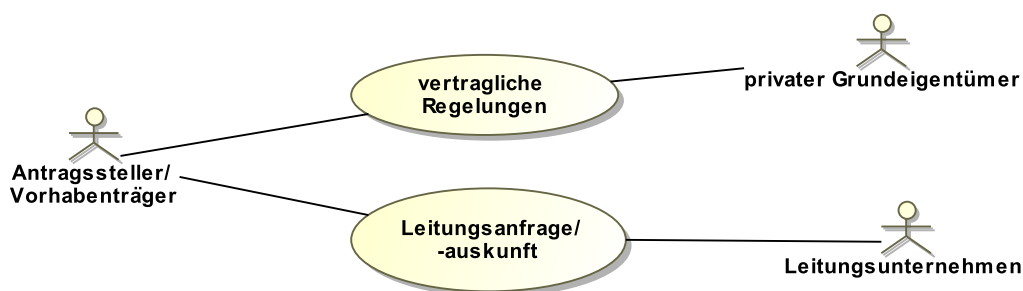 vertragliche
Regelungen
privater Grundeigentümer
Antragssteller/
Vorhabenträger
Leitungsanfrage/
-auskunft
Leitungsunternehmen